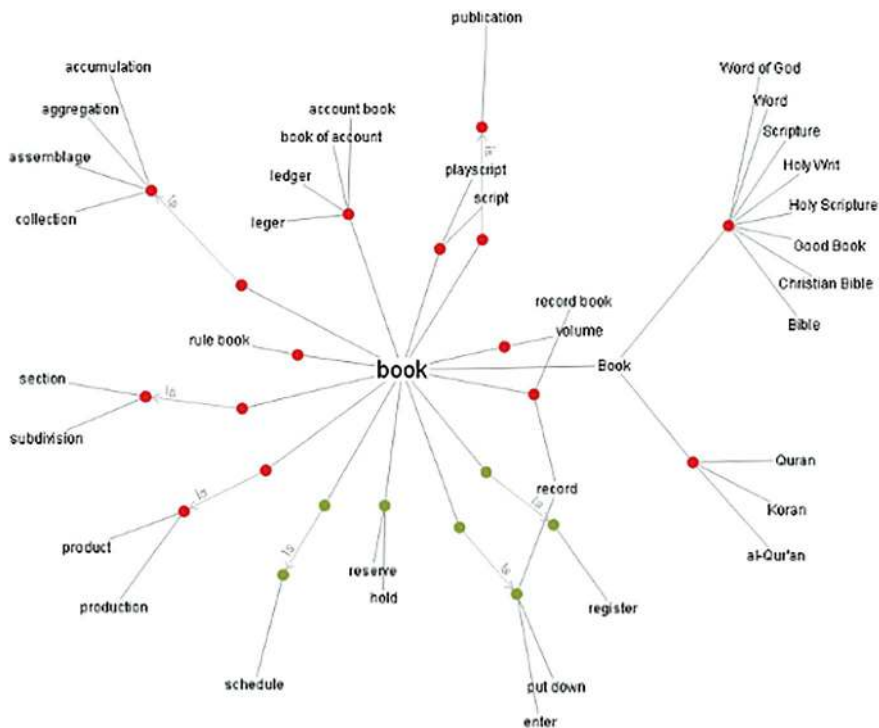 publication
accumulation
Word of God
Word
aggregation
account book
book of account
Scripture
assemblage
is
playscript
Holy Writ
ledger
script
is
Holy Scripture
collection
leger
Good Book
Christian Bible
record book
Bible
volume
rule book
book
Book
section
is
subdivision
Quran
is
record
is
Koran
product
is
al-Qur'an
reserve
is
production
hold
register
schedule
put down
enter